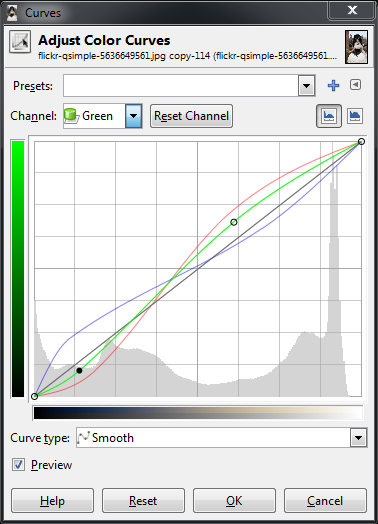 Curves
Adjust Color Curves
flickr-qsimple-5636649561.jpg copy-114 (flickr-qsimple-5636649561....
Presets:
Channel: Green Reset Channel
Curve type: Smooth
Preview
Help Reset OK Cancel